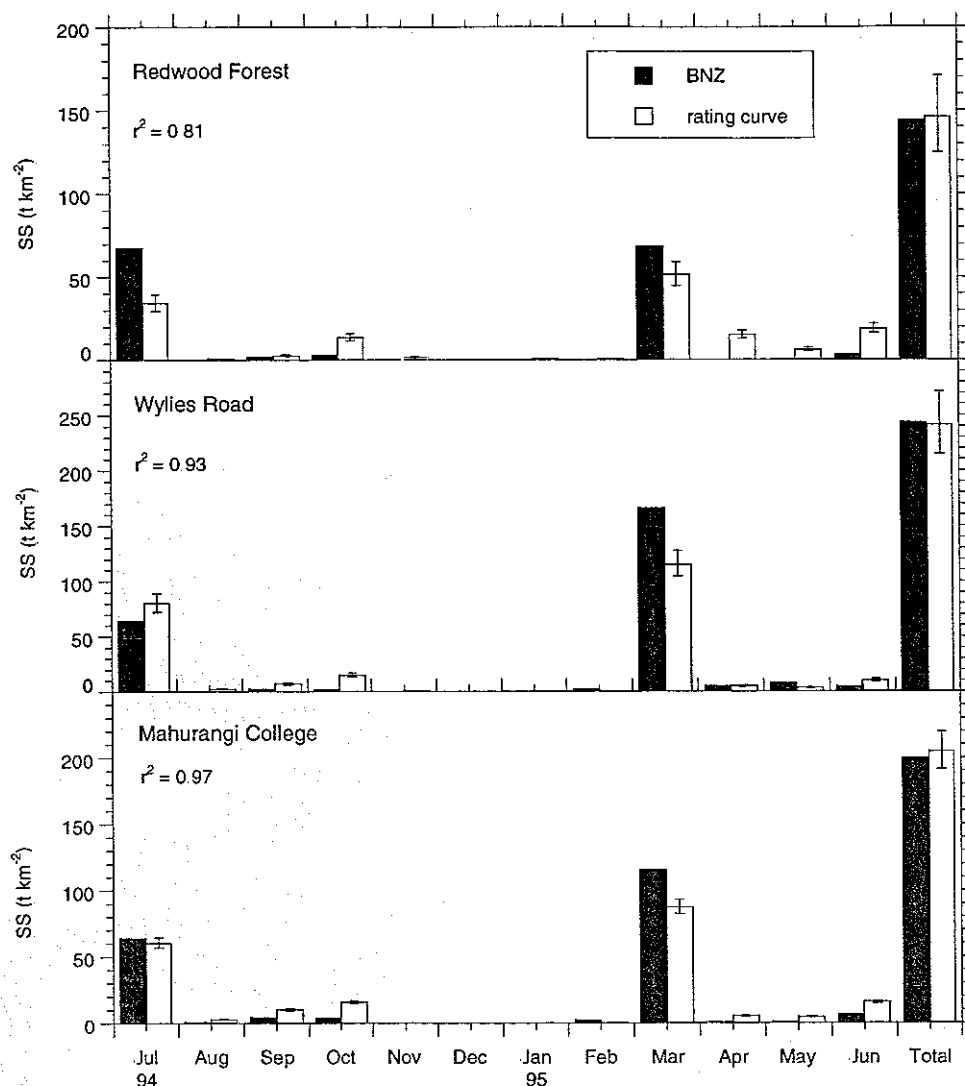 200
150
100
50
0
SS (t km⁻²)
Redwood Forest
r² = 0.81
BNZ
rating curve
250
200
150
100
50
0
SS (t km⁻²)
Wylies Road
r² = 0.93
200
150
100
50
0
SS (t km⁻²)
Mahurangi College
r² = 0.97
Jul Aug Sep Oct Nov Dec Jan Feb Mar Apr May Jun Total
94 95